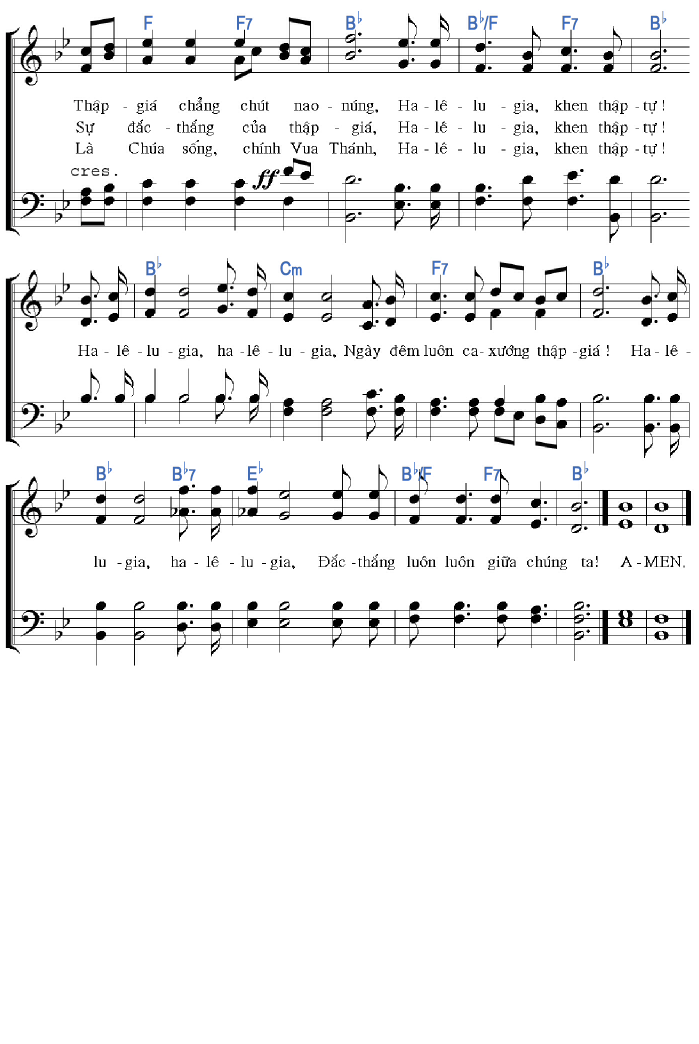 F F7 B♭ B♭/F F7 B♭
Thập - giá chẳng chút nao - núng, Ha - lê - lu - gia, khen thập - tự !
Sự đắc - thắng của thập - giá, Ha - lê - lu - gia, khen thập - tự !
Là Chúa sống, chính Vua Thánh, Ha - lê - lu - gia, khen thập - tự !
cres.
ff
B♭ Cm F7 B♭
Ha - lê - lu - gia, ha - lê - lu - gia, Ngày đêm luôn ca - xướng thập - giá ! Ha - lê -
B♭ B♭7 E♭ B♭/F F7 B♭
lu - gia, ha - lê - lu - gia, Đắc - thắng luôn luôn giữa chúng ta! A - MEN.